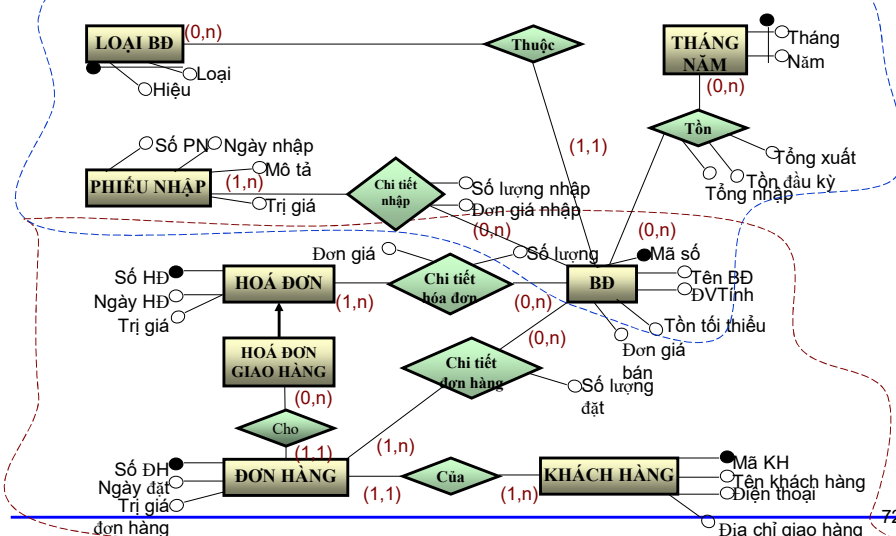 LOẠI BĐ
(0,n)
Thuộc
THÁNG
NĂM
Tháng
Năm
Loại
Hiệu
(0,n)
(1,1)
Tồn
Số PN
Ngày nhập
Mô tả
Tổng xuất
Tồn đầu kỳ
Tổng nhập
PHIẾU NHẬP
(1,n)
Trị giá
Chi tiết
nhập
Số lượng nhập
Đơn giá nhập
(0,n)
(0,n)
Đơn giá
Số lượng
Mã số
Số HĐ
Ngày HĐ
Trị giá
HOÁ ĐƠN
(1,n)
Chi tiết
hóa đơn
(0,n)
BĐ
Tên BĐ
ĐVTính
Tồn tối thiểu
Đơn giá
bán
(0,n)
HOÁ ĐƠN
GIAO HÀNG
Chi tiết
đơn hàng
Số lượng
đặt
(0,n)
Cho
(1,1)
(1,n)
Số ĐH
Ngày đặt
Trị giá
đơn hàng
ĐƠN HÀNG
(1,1)
Của
(1,n)
KHÁCH HÀNG
Mã KH
Tên khách hàng
Điện thoại
Địa chỉ giao hàng
72